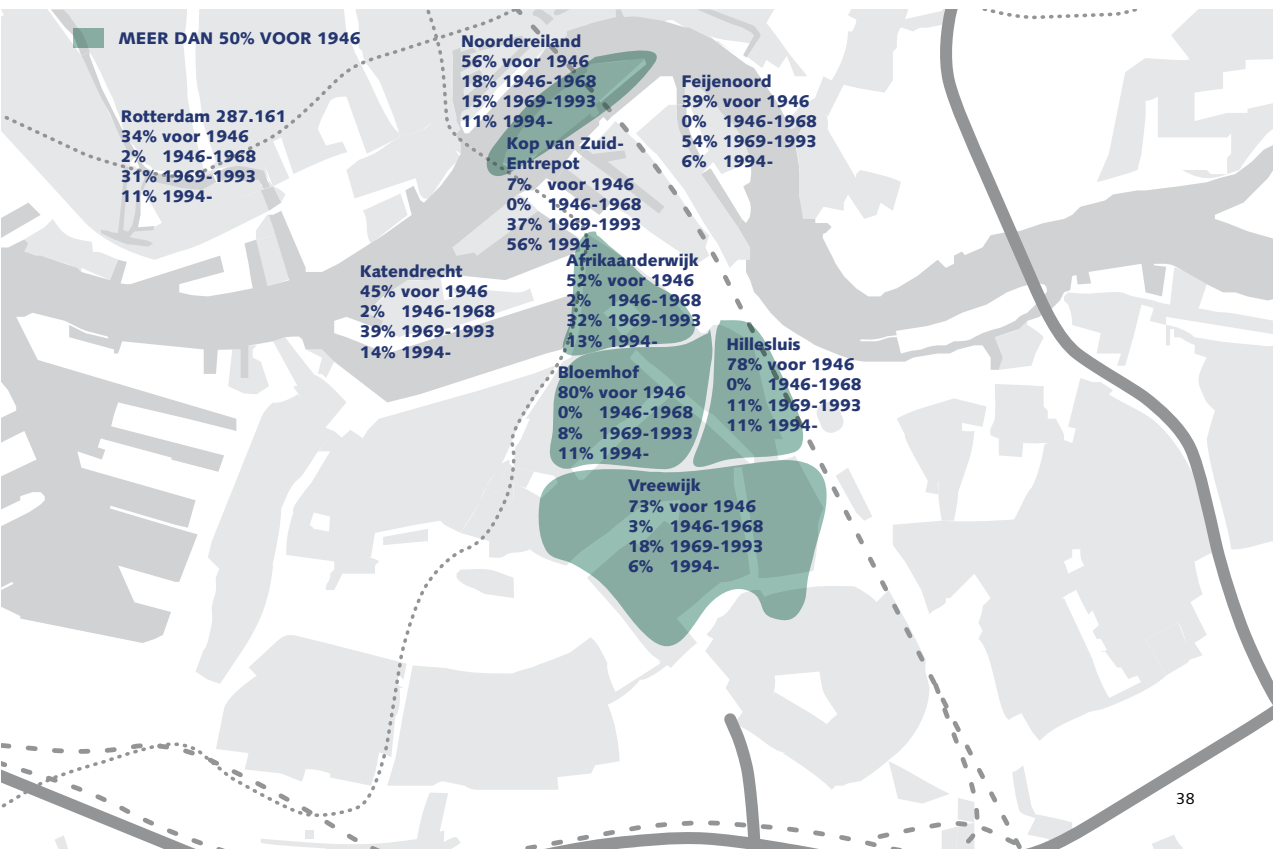 MEER DAN 50% VOOR 1946
Noordereiland
56% voor 1946
18% 1946-1968
15% 1969-1993
11% 1994-
Feijenoord
39% voor 1946
0% 1946-1968
54% 1969-1993
6% 1994-
Rotterdam 287.161
34% voor 1946
2% 1946-1968
31% 1969-1993
11% 1994-
Kop van Zuid-
Entrepot
7% voor 1946
0% 1946-1968
37% 1969-1993
56% 1994-
Afrikaanderwijk
52% voor 1946
2% 1946-1968
32% 1969-1993
13% 1994-
Katendrecht
45% voor 1946
2% 1946-1968
39% 1969-1993
14% 1994-
Hillesluis
78% voor 1946
0% 1946-1968
11% 1969-1993
11% 1994-
Bloemhof
80% voor 1946
0% 1946-1968
8% 1969-1993
11% 1994-
Vreewijk
73% voor 1946
3% 1946-1968
18% 1969-1993
6% 1994-
38